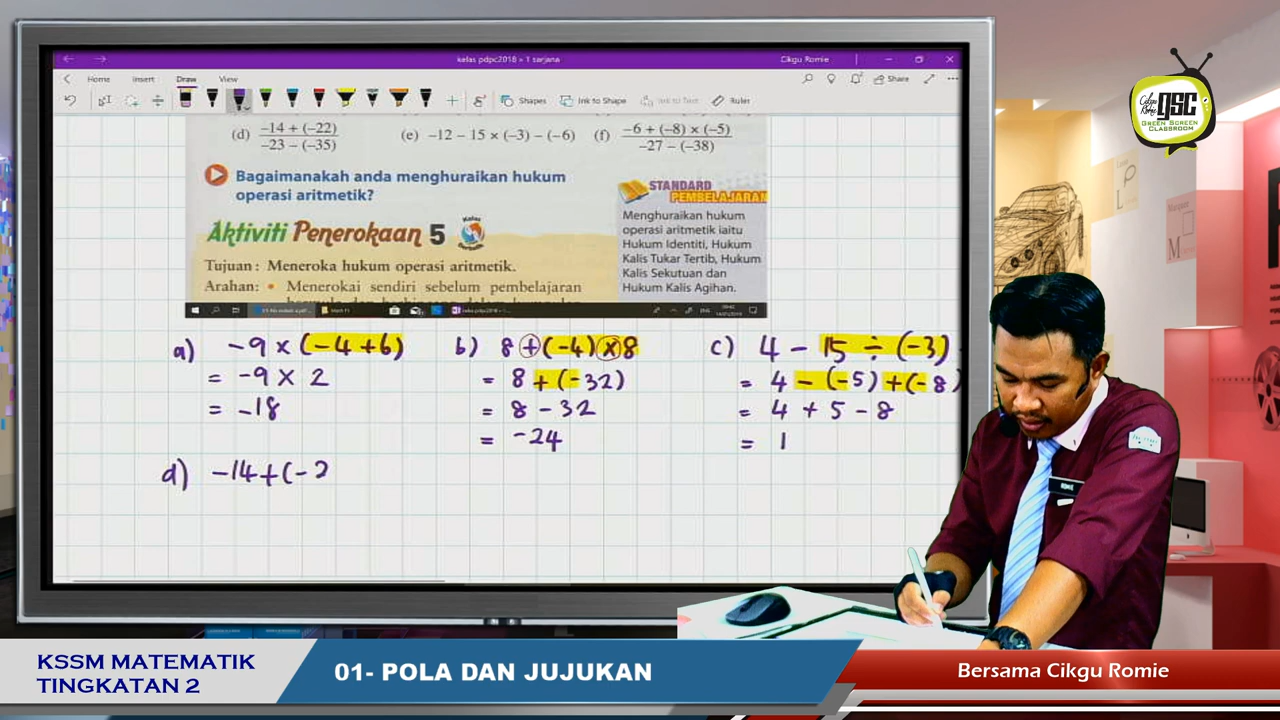 kelas pdpc2018 » 1 sarjana
Cikgu Romie
Home Insert Draw View
Share
Shapes Ink to Shape Ink to Text Ruler
(d) −14 + (−22) / −23 − (−35) (e) −12 − 15 × (−3) − (−6) (f) −6 + (−8) × (−5) / −27 − (−38)
Bagaimanakah anda menghuraikan hukum
operasi aritmetik?
Aktiviti Penerokaan 5
Kelas
Tujuan : Meneroka hukum operasi aritmetik.
Arahan : • Menerokai sendiri sebelum pembelajaran
STANDARD
PEMBELAJARAN
Menghuraikan hukum
operasi aritmetik iaitu
Hukum Identiti, Hukum
Kalis Tukar Tertib, Hukum
Kalis Sekutuan dan
Hukum Kalis Agihan.
a) -9 × (-4+6)
= -9 × 2
= -18
b) 8 + (-4) × 8
= 8 + (-32)
= 8 - 32
= -24
c) 4 - 15 ÷ (-3)
= 4 - (-5) + (-8)
= 4 + 5 - 8
= 1
d) -14+(-2
Cikgu Romie GSC
GREEN SCREEN
CLASSROOM
ROMIE
KSSM MATEMATIK
TINGKATAN 2
01- POLA DAN JUJUKAN
Bersama Cikgu Romie